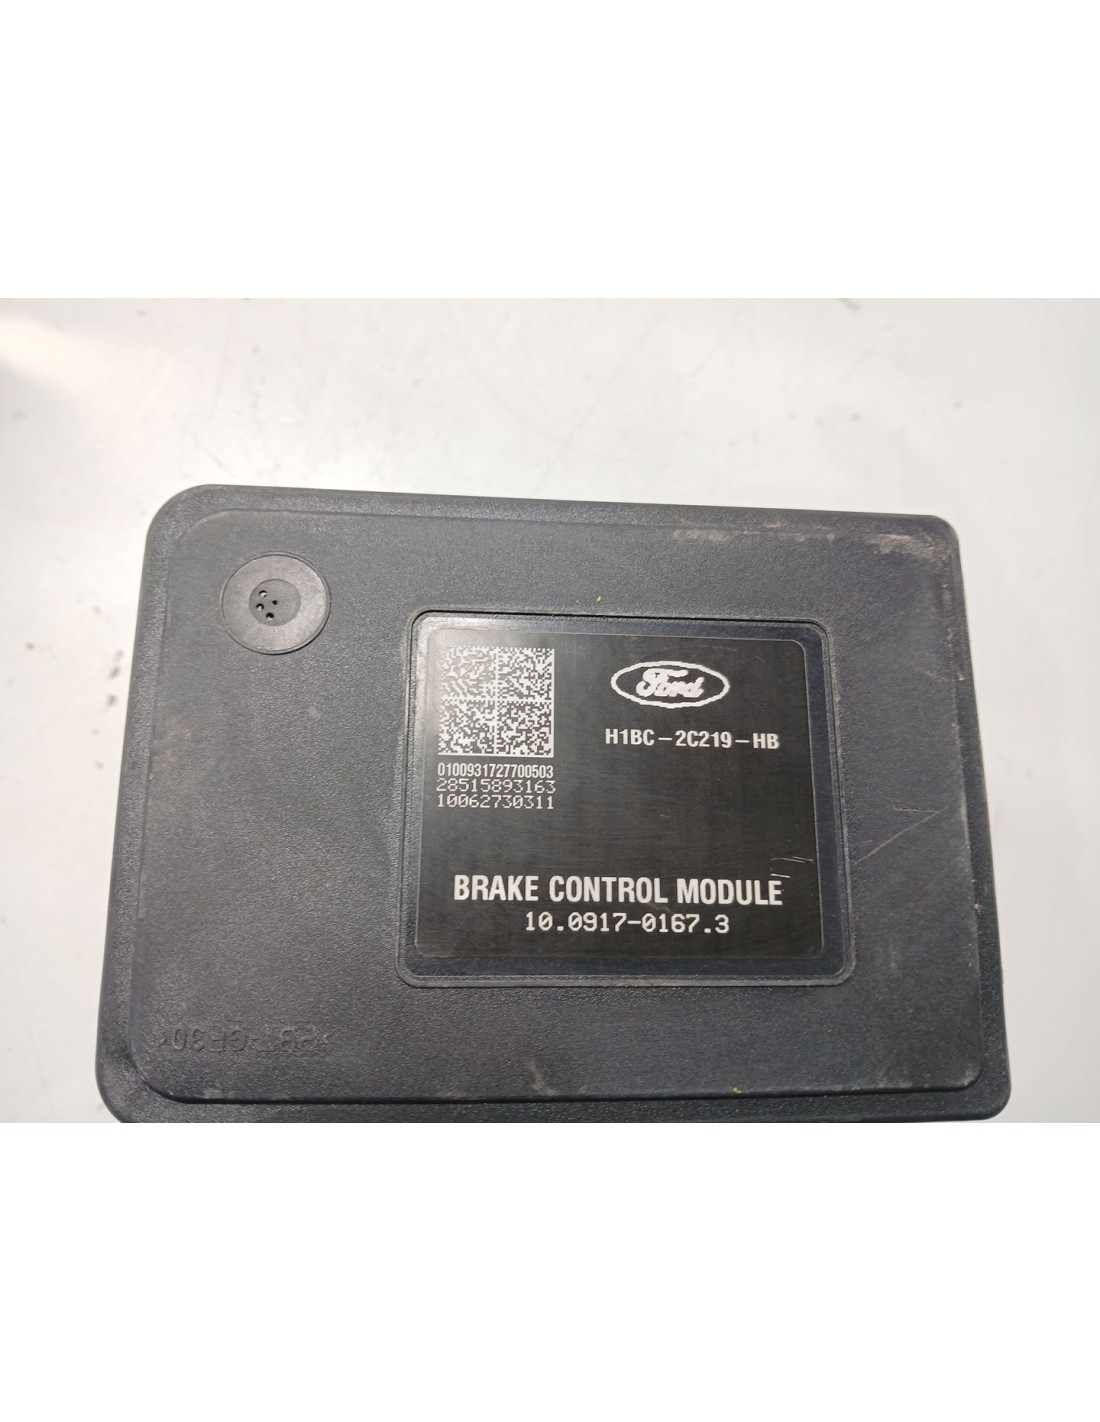 Ford
H1BC-2C219-HB
0100931727700503
28515893163
10062730311
BRAKE CONTROL MODULE
10.0917-0167.3